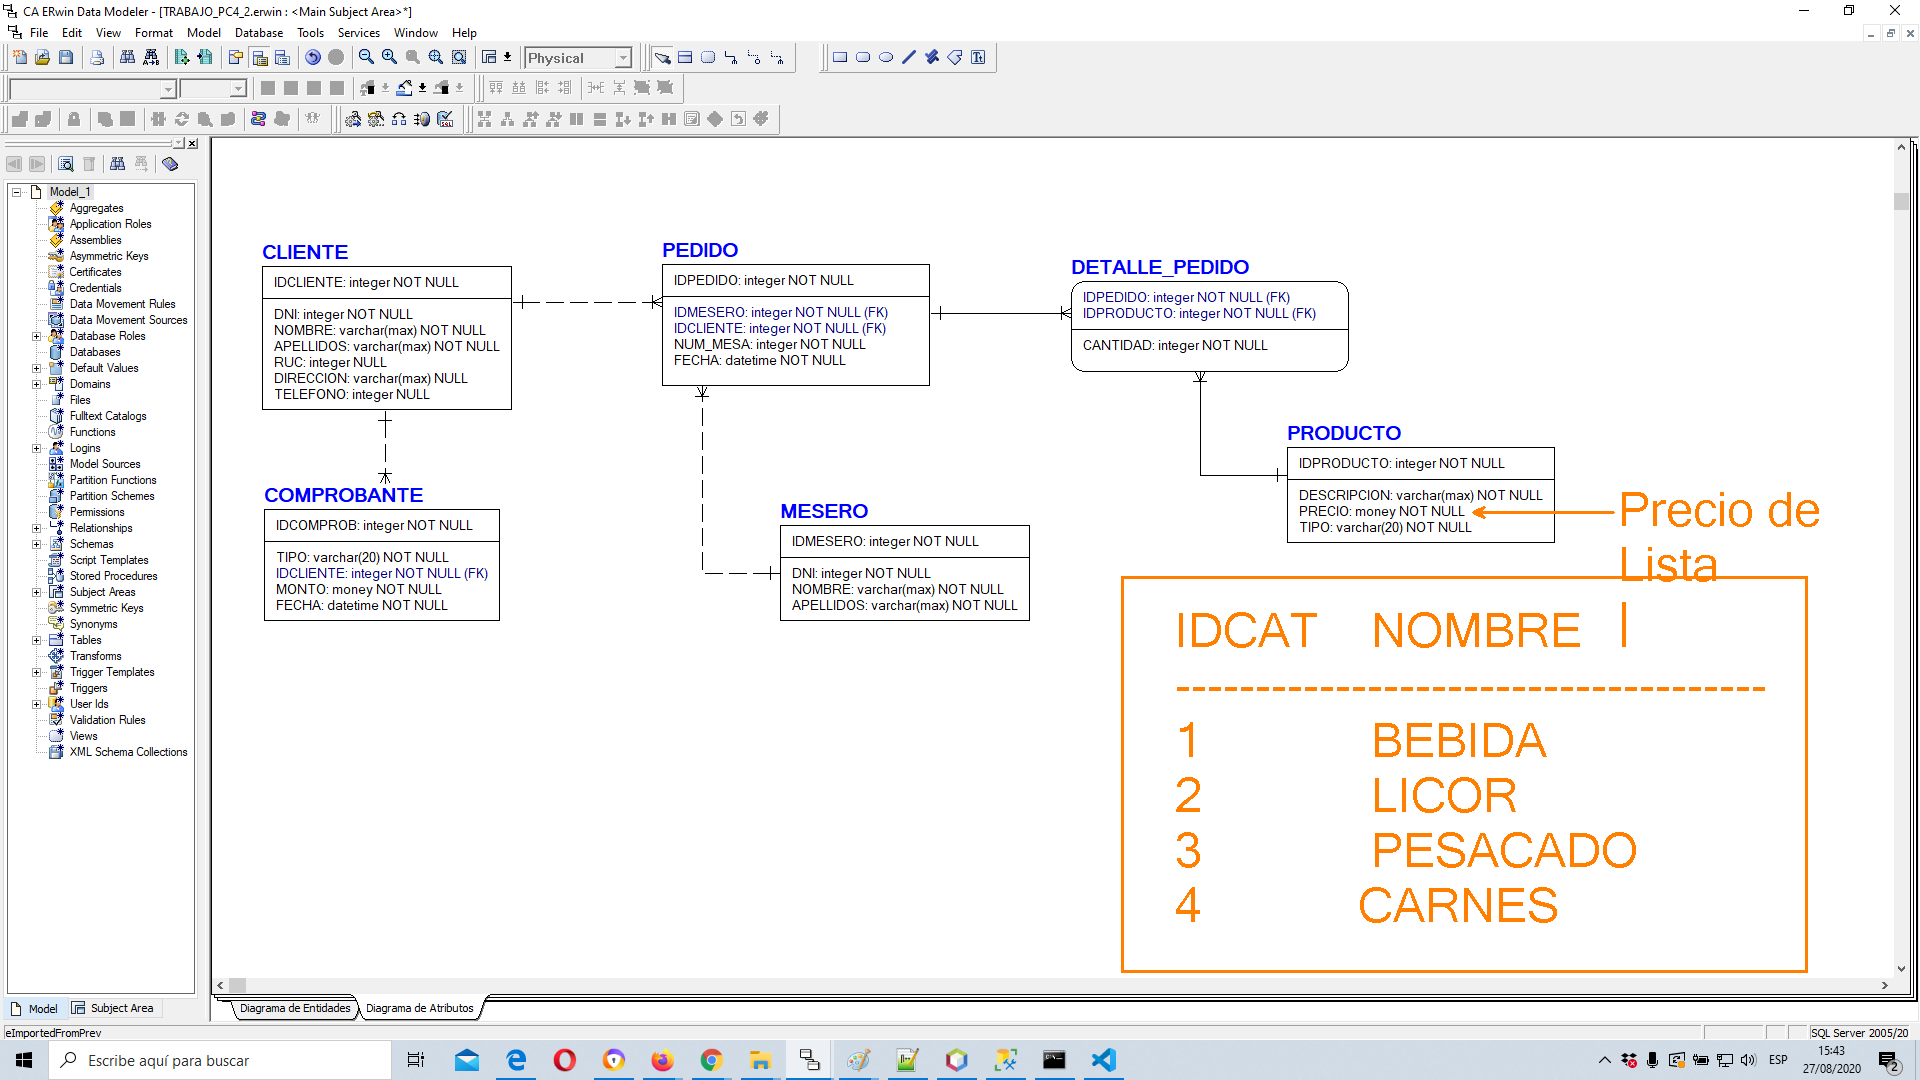 CA ERwin Data Modeler - [TRABAJO_PC4_2.erwin : <Main Subject Area>*]
File Edit View Format Model Database Tools Services Window Help
Physical
Model_1
Aggregates
Application Roles
Assemblies
Asymmetric Keys
Certificates
Credentials
Data Movement Rules
Data Movement Sources
Database Roles
Databases
Default Values
Domains
Files
Fulltext Catalogs
Functions
Logins
Model Sources
Partition Functions
Partition Schemes
Permissions
Relationships
Schemas
Script Templates
Stored Procedures
Subject Areas
Symmetric Keys
Synonyms
Tables
Transforms
Trigger Templates
Triggers
User Ids
Validation Rules
Views
XML Schema Collections
Model Subject Area
CLIENTE
IDCLIENTE: integer NOT NULL
DNI: integer NOT NULL
NOMBRE: varchar(max) NOT NULL
APELLIDOS: varchar(max) NOT NULL
RUC: integer NULL
DIRECCION: varchar(max) NULL
TELEFONO: integer NULL
PEDIDO
IDPEDIDO: integer NOT NULL
IDMESERO: integer NOT NULL (FK)
IDCLIENTE: integer NOT NULL (FK)
NUM_MESA: integer NOT NULL
FECHA: datetime NOT NULL
DETALLE_PEDIDO
IDPEDIDO: integer NOT NULL (FK)
IDPRODUCTO: integer NOT NULL (FK)
CANTIDAD: integer NOT NULL
PRODUCTO
IDPRODUCTO: integer NOT NULL
DESCRIPCION: varchar(max) NOT NULL
PRECIO: money NOT NULL
TIPO: varchar(20) NOT NULL
Precio de
Lista
COMPROBANTE
IDCOMPROB: integer NOT NULL
TIPO: varchar(20) NOT NULL
IDCLIENTE: integer NOT NULL (FK)
MONTO: money NOT NULL
FECHA: datetime NOT NULL
MESERO
IDMESERO: integer NOT NULL
DNI: integer NOT NULL
NOMBRE: varchar(max) NOT NULL
APELLIDOS: varchar(max) NOT NULL
IDCAT NOMBRE |
-------------------------------------
1 BEBIDA
2 LICOR
3 PESACADO
4 CARNES
Diagrama de Entidades Diagrama de Atributos
eImportedFromPrev
SQL Server 2005/20
Escribe aquí para buscar
ESP
15:43
27/08/2020
2